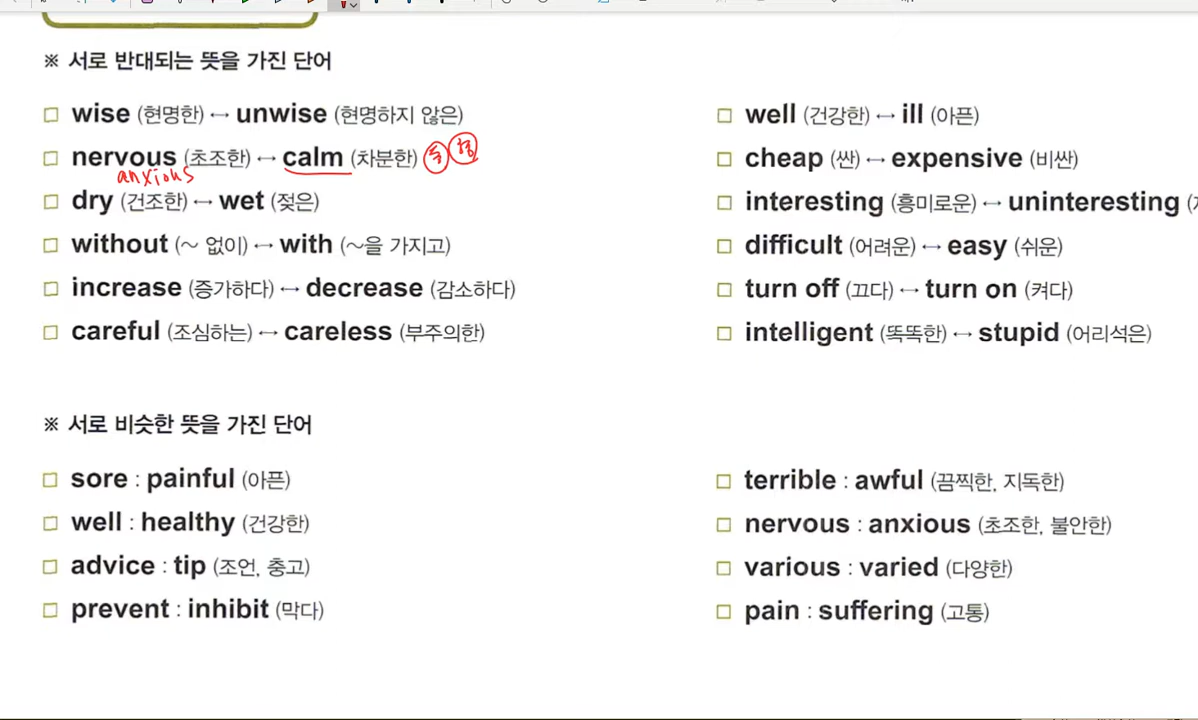 ※ 서로 반대되는 뜻을 가진 단어
□ wise (현명한) ↔ unwise (현명하지 않은)
□ nervous (초조한) ↔ calm (차분한) 동 형
anxious
□ dry (건조한) ↔ wet (젖은)
□ without (~ 없이) ↔ with (~을 가지고)
□ increase (증가하다) ↔ decrease (감소하다)
□ careful (조심하는) ↔ careless (부주의한)
□ well (건강한) ↔ ill (아픈)
□ cheap (싼) ↔ expensive (비싼)
□ interesting (흥미로운) ↔ uninteresting
□ difficult (어려운) ↔ easy (쉬운)
□ turn off (끄다) ↔ turn on (켜다)
□ intelligent (똑똑한) ↔ stupid (어리석은)
※ 서로 비슷한 뜻을 가진 단어
□ sore : painful (아픈)
□ well : healthy (건강한)
□ advice : tip (조언, 충고)
□ prevent : inhibit (막다)
□ terrible : awful (끔찍한, 지독한)
□ nervous : anxious (초조한, 불안한)
□ various : varied (다양한)
□ pain : suffering (고통)